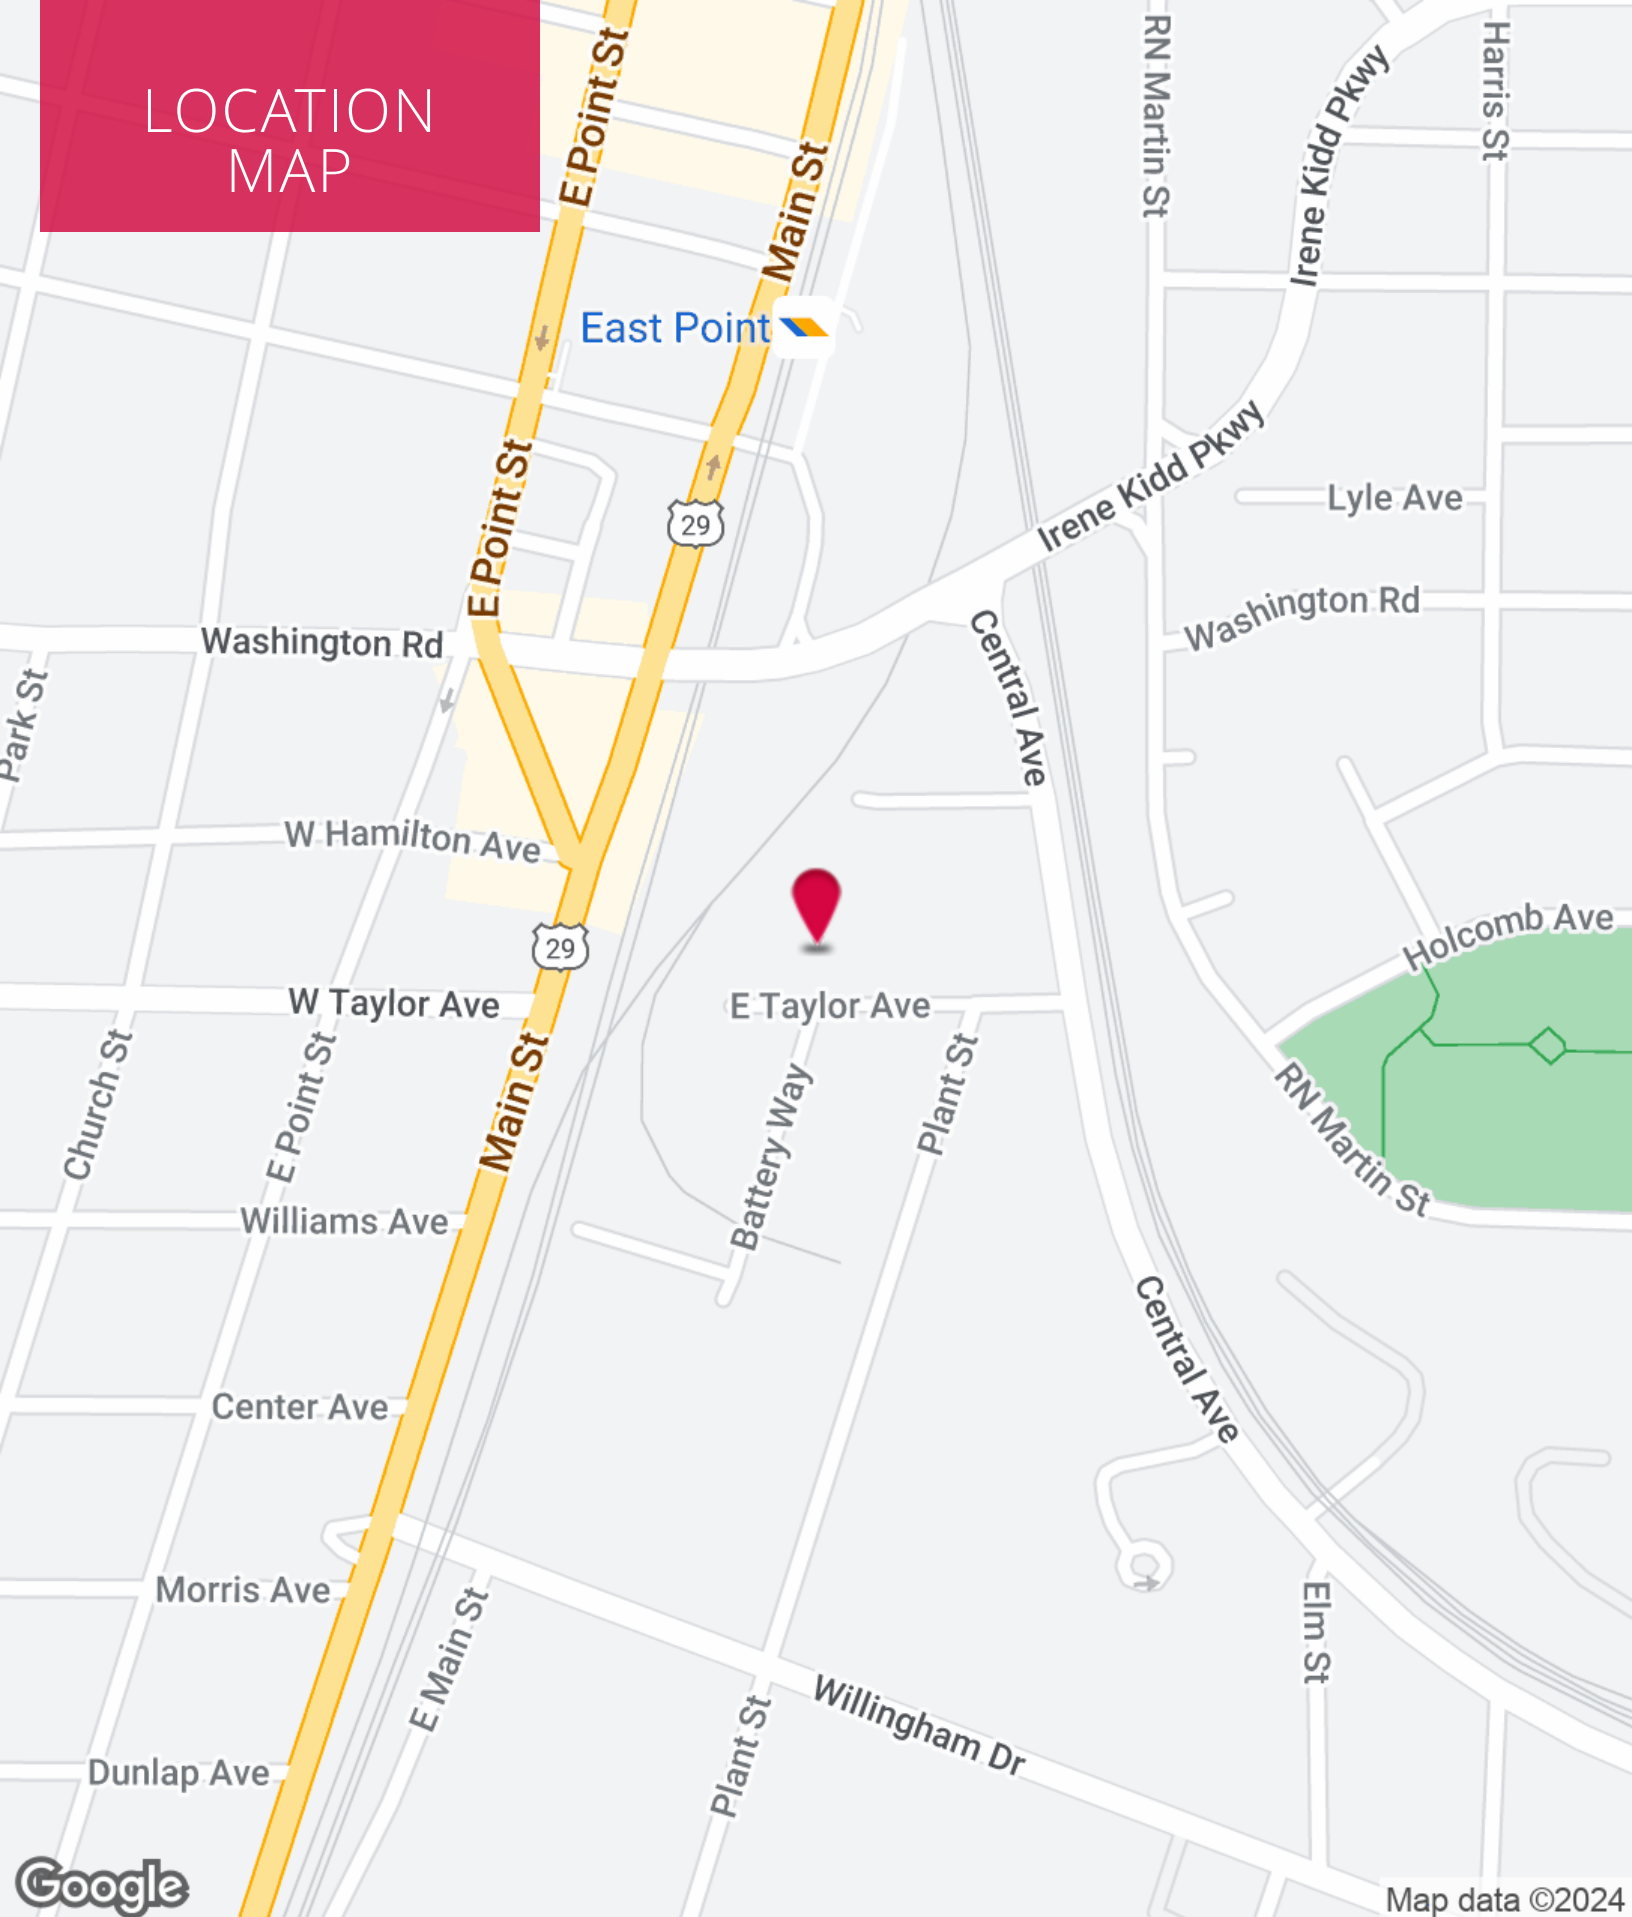 LOCATION
MAP
E Point St
Main St
RN Martin St
Irene Kidd Pkwy
Harris St
East Point
E Point St
29
Irene Kidd Pkwy
Lyle Ave
Washington Rd
Washington Rd
Central Ave
Park St
W Hamilton Ave
Holcomb Ave
29
W Taylor Ave
E Taylor Ave
Church St
E Point St
Main St
Battery Way
Plant St
RN Martin St
Williams Ave
Central Ave
Center Ave
Morris Ave
E Main St
Elm St
Willingham Dr
Plant St
Dunlap Ave
Google
Map data ©2024